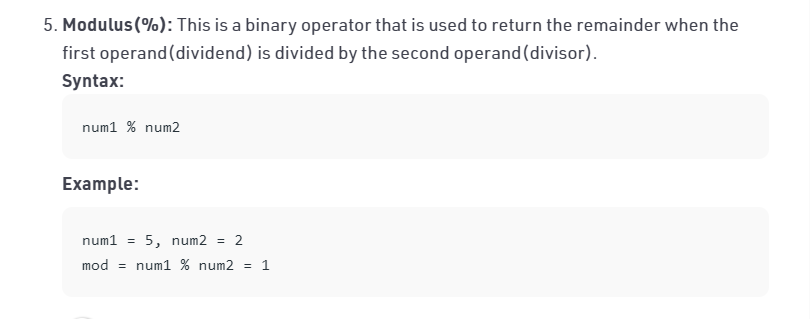 5. Modulus(%): This is a binary operator that is used to return the remainder when the
first operand(dividend) is divided by the second operand(divisor).
Syntax:
num1 % num2
Example:
num1 = 5, num2 = 2
mod = num1 % num2 = 1